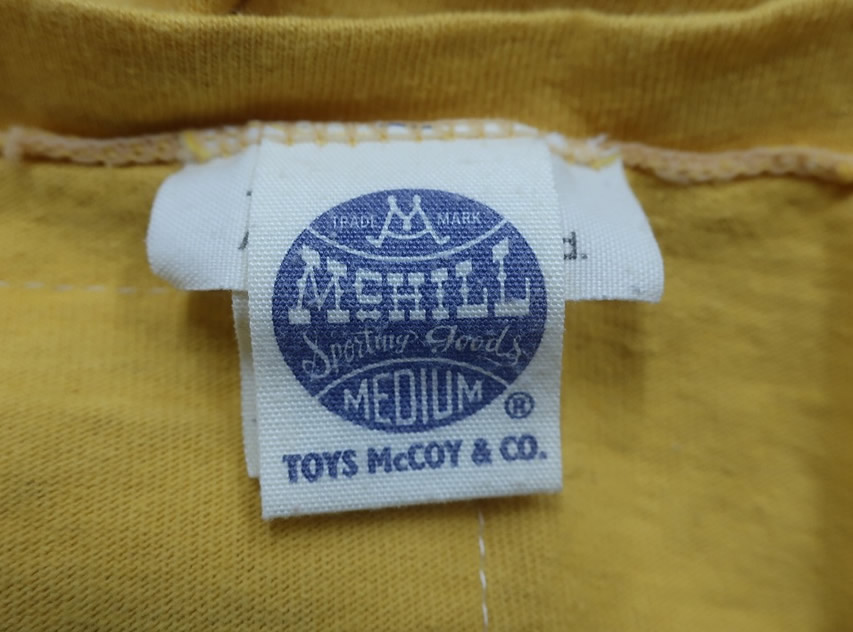 TRADE MARK
McHILL
Sporting Goods
MEDIUM ®
TOYS McCOY & CO.